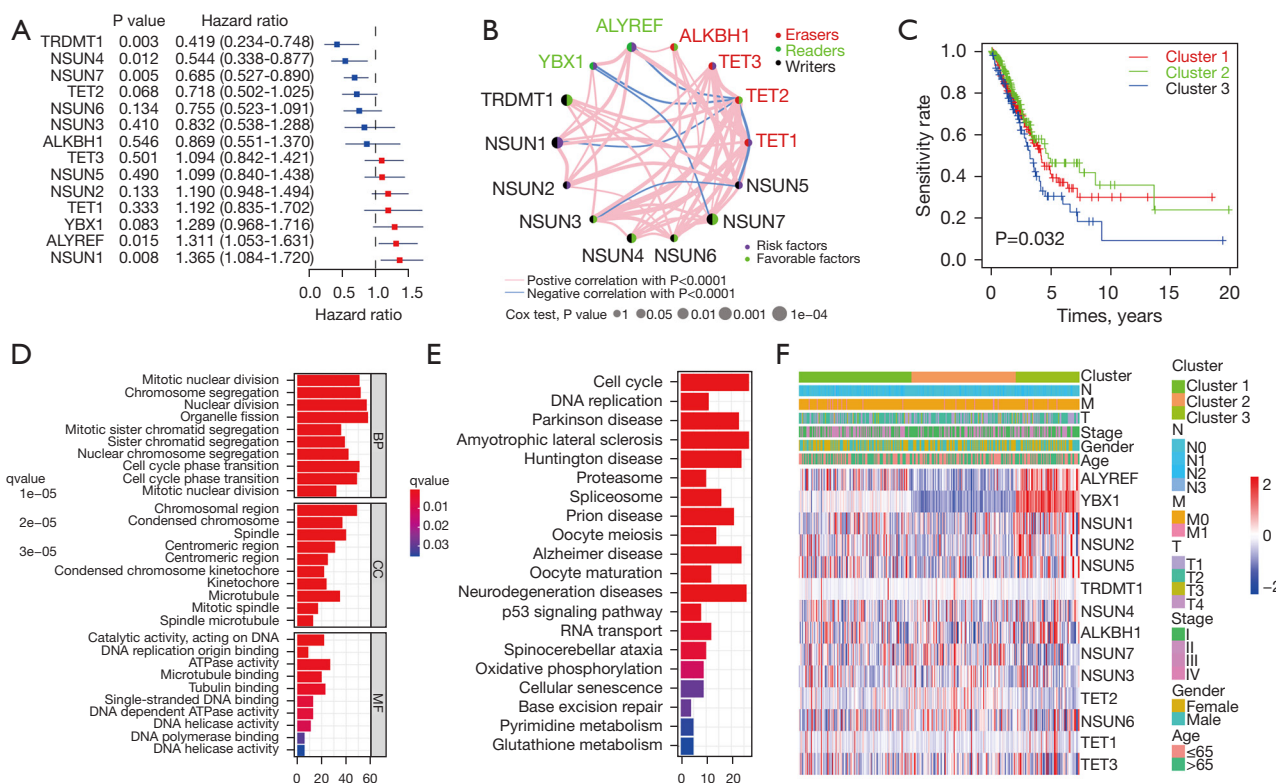 A
P value Hazard ratio
TRDMT1 0.003 0.419 (0.234-0.748)
NSUN4 0.012 0.544 (0.338-0.877)
NSUN7 0.005 0.685 (0.527-0.890)
TET2 0.068 0.718 (0.502-1.025)
NSUN6 0.134 0.755 (0.523-1.091)
NSUN3 0.410 0.832 (0.538-1.288)
ALKBH1 0.546 0.869 (0.551-1.370)
TET3 0.501 1.094 (0.842-1.421)
NSUN5 0.490 1.099 (0.840-1.438)
NSUN2 0.133 1.190 (0.948-1.494)
TET1 0.333 1.192 (0.835-1.702)
YBX1 0.083 1.289 (0.968-1.716)
ALYREF 0.015 1.311 (1.053-1.631)
NSUN1 0.008 1.365 (1.084-1.720)
0.0 0.5 1.0 1.5
Hazard ratio
B
ALYREF
ALKBH1
TET3
TET2
TET1
NSUN5
NSUN7
NSUN6
NSUN4
NSUN3
NSUN2
NSUN1
TRDMT1
YBX1
Erasers
Readers
Writers
Risk factors
Favorable factors
Postive correlation with P<0.0001
Negative correlation with P<0.0001
Cox test, P value 1 0.05 0.01 0.001 1e-04
C
Sensitivity rate
1.0
0.8
0.6
0.4
0.2
0.0
Cluster 1
Cluster 2
Cluster 3
P=0.032
0 5 10 15 20
Times, years
D
qvalue
1e-05
2e-05
3e-05
Mitotic nuclear division
Chromosome segregation
Nuclear division
Organelle fission
Mitotic sister chromatid segregation
Sister chromatid segregation
Nuclear chromosome segregation
Cell cycle phase transition
Cell cycle phase transition
Mitotic nuclear division
BP
Chromosomal region
Condensed chromosome
Spindle
Centromeric region
Centromeric region
Condensed chromosome kinetochore
Kinetochore
Microtubule
Mitotic spindle
Spindle microtubule
CC
Catalytic activity, acting on DNA
DNA replication origin binding
ATPase activity
Microtubule binding
Tubulin binding
Single-stranded DNA binding
DNA dependent ATPase activity
DNA helicase activity
DNA polymerase binding
DNA helicase activity
MF
0 20 40 60
qvalue
0.01
0.02
0.03
E
Cell cycle
DNA replication
Parkinson disease
Amyotrophic lateral sclerosis
Huntington disease
Proteasome
Spliceosome
Prion disease
Oocyte meiosis
Alzheimer disease
Oocyte maturation
Neurodegeneration diseases
p53 signaling pathway
RNA transport
Spinocerebellar ataxia
Oxidative phosphorylation
Cellular senescence
Base excision repair
Pyrimidine metabolism
Glutathione metabolism
0 10 20
F
Cluster
N
M
T
Stage
Gender
Age
ALYREF
YBX1
NSUN1
NSUN2
NSUN5
TRDMT1
NSUN4
ALKBH1
NSUN7
NSUN3
TET2
NSUN6
TET1
TET3
Cluster
Cluster 1
Cluster 2
Cluster 3
N
N0
N1
N2
N3
M
M0
M1
T
T1
T2
T3
T4
Stage
I
II
III
IV
Gender
Female
Male
Age
≤65
>65
2
0
−2